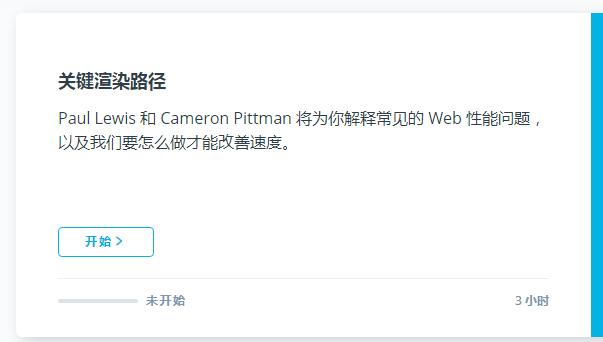 关键渲染路径
Paul Lewis 和 Cameron Pittman 将为你解释常见的 Web 性能问题，
以及我们要怎么做才能改善速度。
开始 >
未开始
3 小时